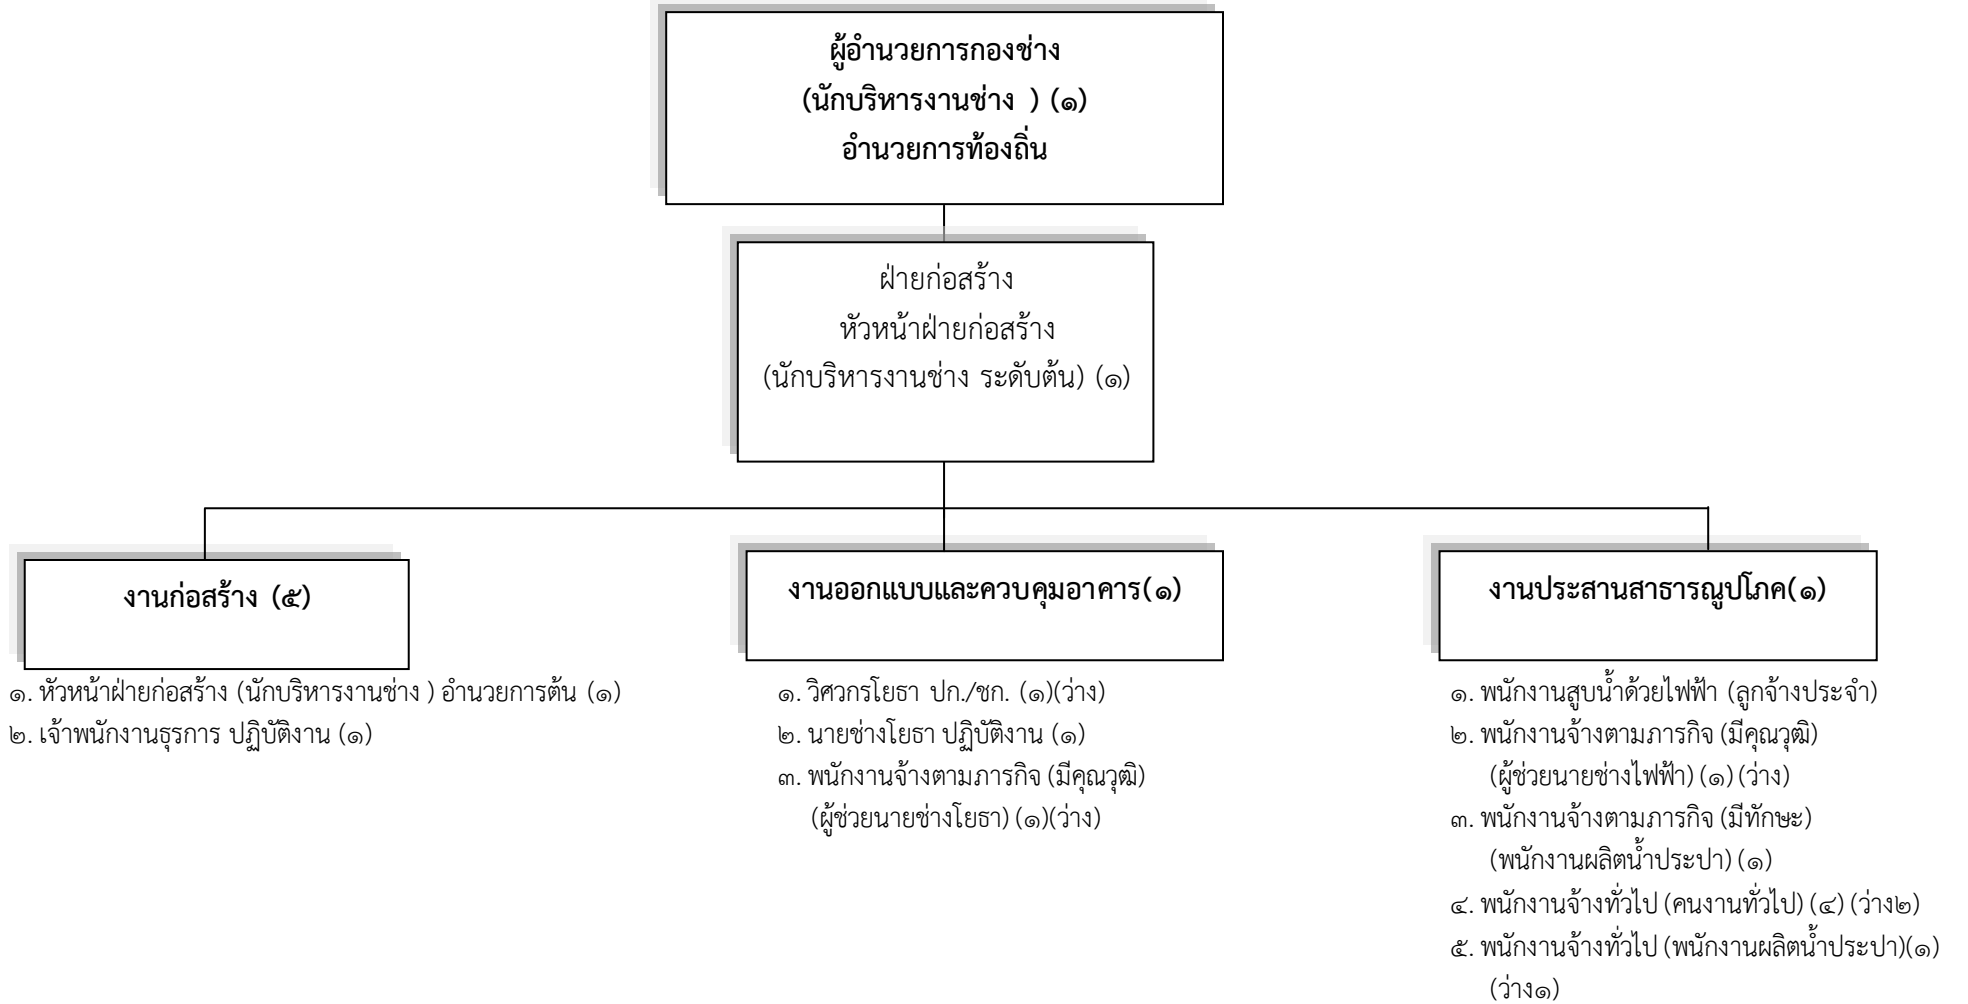 ผู้อำนวยการกองช่าง
(นักบริหารงานช่าง ) (๑)
อำนวยการท้องถิ่น
ฝ่ายก่อสร้าง
หัวหน้าฝ่ายก่อสร้าง
(นักบริหารงานช่าง ระดับต้น) (๑)
งานก่อสร้าง (๕)
๑. หัวหน้าฝ่ายก่อสร้าง (นักบริหารงานช่าง ) อำนวยการต้น (๑)
๒. เจ้าพนักงานธุรการ ปฏิบัติงาน (๑)
งานออกแบบและควบคุมอาคาร(๑)
๑. วิศวกรโยธา ปก./ชก. (๑)(ว่าง)
๒. นายช่างโยธา ปฏิบัติงาน (๑)
๓. พนักงานจ้างตามภารกิจ (มีคุณวุฒิ)
(ผู้ช่วยนายช่างโยธา) (๑)(ว่าง)
งานประสานสาธารณูปโภค(๑)
๑. พนักงานสูบน้ำด้วยไฟฟ้า (ลูกจ้างประจำ)
๒. พนักงานจ้างตามภารกิจ (มีคุณวุฒิ)
(ผู้ช่วยนายช่างไฟฟ้า) (๑) (ว่าง)
๓. พนักงานจ้างตามภารกิจ (มีทักษะ)
(พนักงานผลิตน้ำประปา) (๑)
๔. พนักงานจ้างทั่วไป (คนงานทั่วไป) (๔) (ว่าง๒)
๕. พนักงานจ้างทั่วไป (พนักงานผลิตน้ำประปา)(๑)
(ว่าง๑)